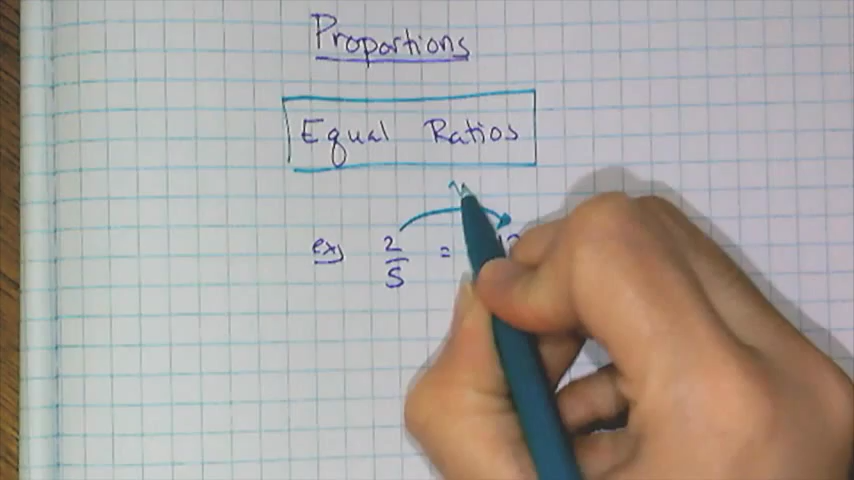 Proportions
Equal Ratios
ex) 2/5 =